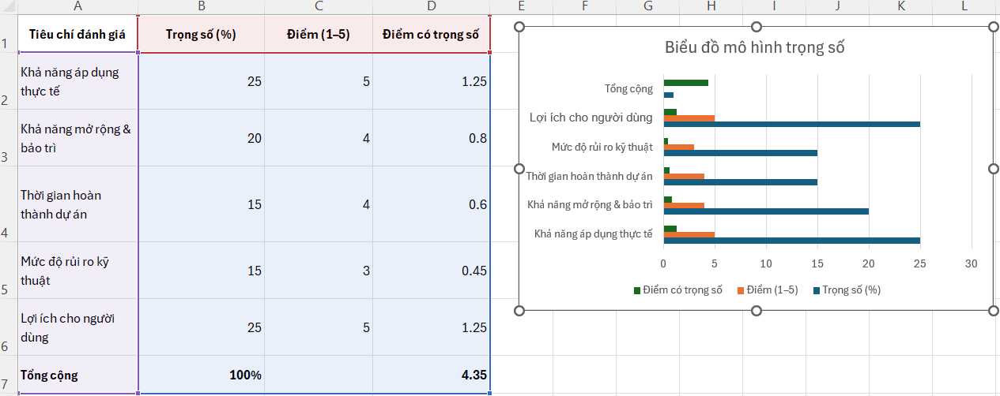 A B C D E F G H I J K L
1 Tiêu chí đánh giá Trọng số (%) Điểm (1–5) Điểm có trọng số
Khả năng áp dụng
thực tế
2 25 5 1.25
Khả năng mở rộng &
bảo trì
3 20 4 0.8
Thời gian hoàn
thành dự án
4 15 4 0.6
Mức độ rủi ro kỹ
thuật
5 15 3 0.45
Lợi ích cho người
dùng
6 25 5 1.25
7 Tổng cộng 100% 4.35
Biểu đồ mô hình trọng số
Tổng cộng
Lợi ích cho người dùng
Mức độ rủi ro kỹ thuật
Thời gian hoàn thành dự án
Khả năng mở rộng & bảo trì
Khả năng áp dụng thực tế
0 5 10 15 20 25 30
Điểm có trọng số Điểm (1–5) Trọng số (%)